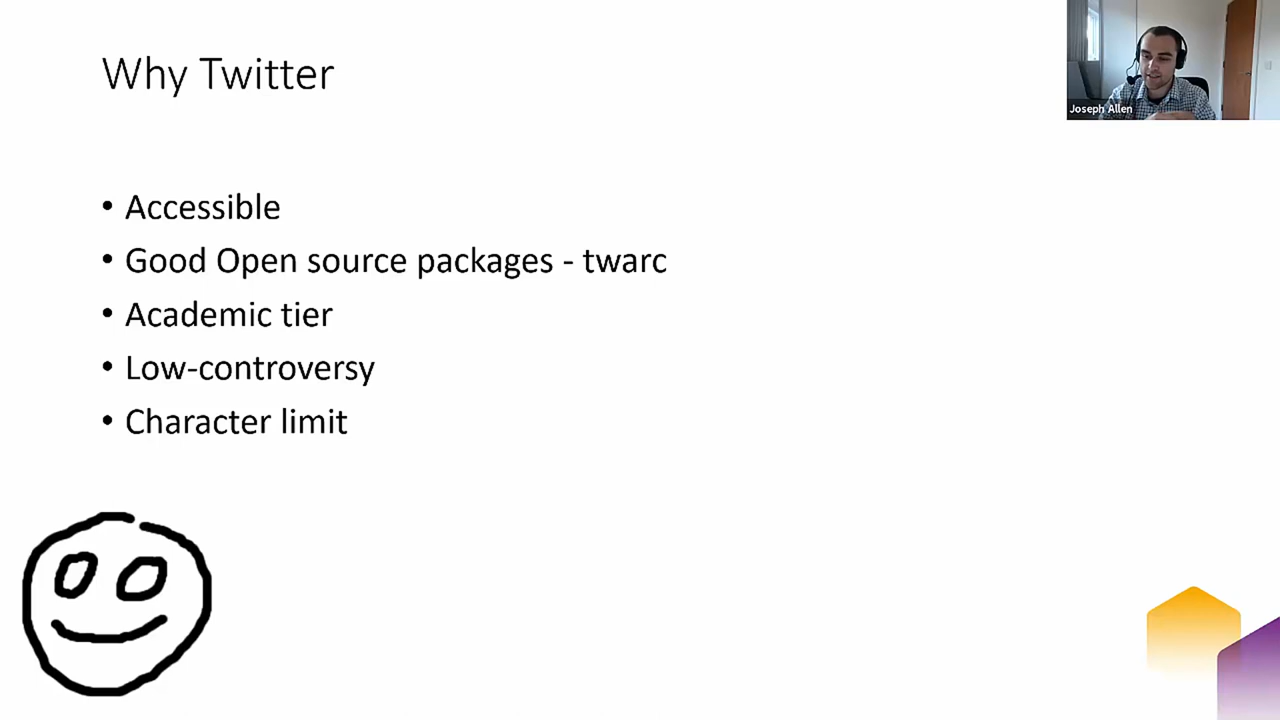 Why Twitter
Joseph Allen
• Accessible
• Good Open source packages - twarc
• Academic tier
• Low-controversy
• Character limit